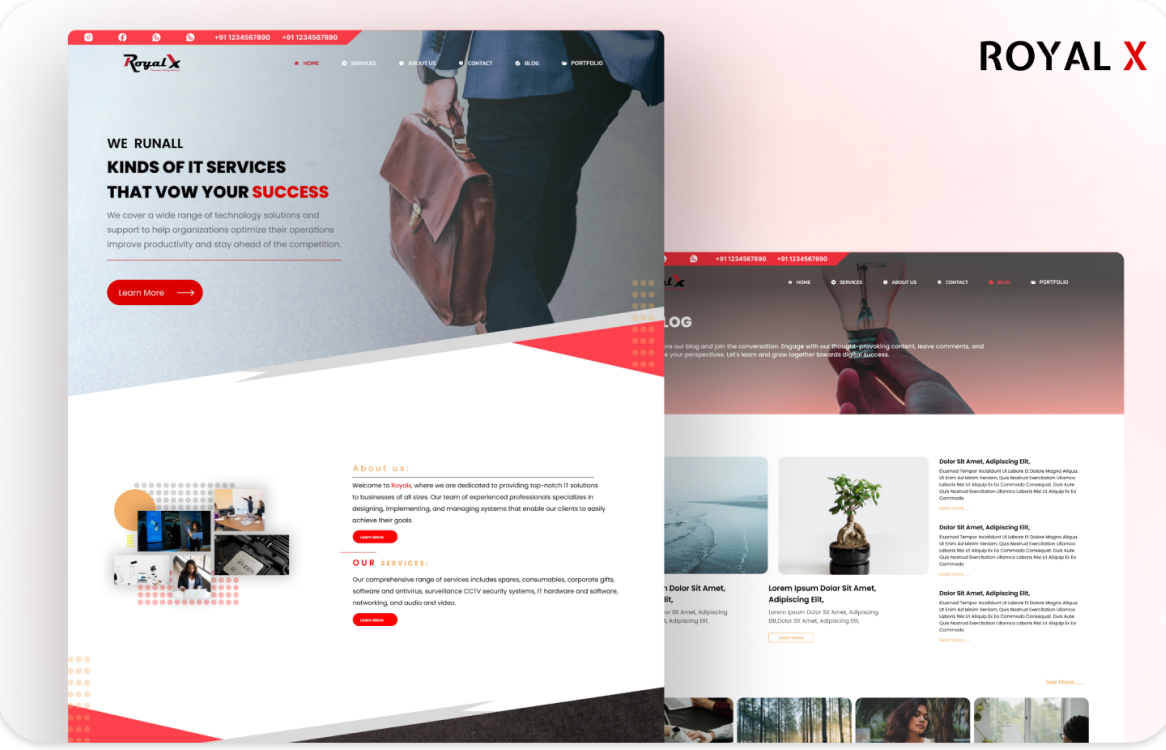 ROYAL X
+91 1234567890 +91 1234567890
RoyalX
HOME SERVICES ABOUT US CONTACT BLOG PORTFOLIO
WE RUNALL
KINDS OF IT SERVICES
THAT VOW YOUR SUCCESS
We cover a wide range of technology solutions and
support to help organizations optimize their operations
improve productivity and stay ahead of the competition.
Learn More
About us:
Welcome to Royalx, where we are dedicated to providing top-notch IT solutions
to businesses of all sizes. Our team of experienced professionals specializes in
designing, implementing, and managing systems that enable our clients to easily
achieve their goals.
Learn More
OUR SERVICES:
Our comprehensive range of services includes spares, consumables, corporate gifts,
software and antivirus, surveillance CCTV security systems, IT hardware and software,
networking, and audio and video.
Learn More
+91 1234567890 +91 1234567890
HOME SERVICES ABOUT US CONTACT BLOG PORTFOLIO
LOG
ore our blog and join the conversation. Engage with our thought-provoking content, leave comments, and
e your perspectives. Let's learn and grow together towards digital success.
Dolor Sit Amet,
lit,
or Sit Amet, Adipiscing
t, Adipiscing Elit,
Lorem Ipsum Dolor Sit Amet,
Adipiscing Elit,
Lorem Ipsum Dolor Sit Amet, Adipiscing
Elit,Dolor Sit Amet, Adipiscing Elit,
Learn More
Dolor Sit Amet, Adipiscing Elit,
Eiusmod Tempor Incididunt Ut Labore Et Dolore Magna Aliqua.
Ut Enim Ad Minim Veniam, Quis Nostrud Exercitation Ullamco
Laboris Nisi Ut Aliquip Ex Ea Commodo Consequat. Duis Aute
Quis Nostrud Exercitation Ullamco Laboris Nisi Ut Aliquip Ex Ea
Commodo
Read More.....
Dolor Sit Amet, Adipiscing Elit,
Eiusmod Tempor Incididunt Ut Labore Et Dolore Magna Aliqua.
Ut Enim Ad Minim Veniam, Quis Nostrud Exercitation Ullamco
Laboris Nisi Ut Aliquip Ex Ea Commodo Consequat. Duis Aute
Quis Nostrud Exercitation Ullamco Laboris Nisi Ut Aliquip Ex Ea
Commodo
Read More.....
Dolor Sit Amet, Adipiscing Elit,
Eiusmod Tempor Incididunt Ut Labore Et Dolore Magna Aliqua.
Ut Enim Ad Minim Veniam, Quis Nostrud Exercitation Ullamco
Laboris Nisi Ut Aliquip Ex Ea Commodo Consequat. Duis Aute
Quis Nostrud Exercitation Ullamco Laboris Nisi Ut Aliquip Ex Ea
Commodo
Read More.....
See More......